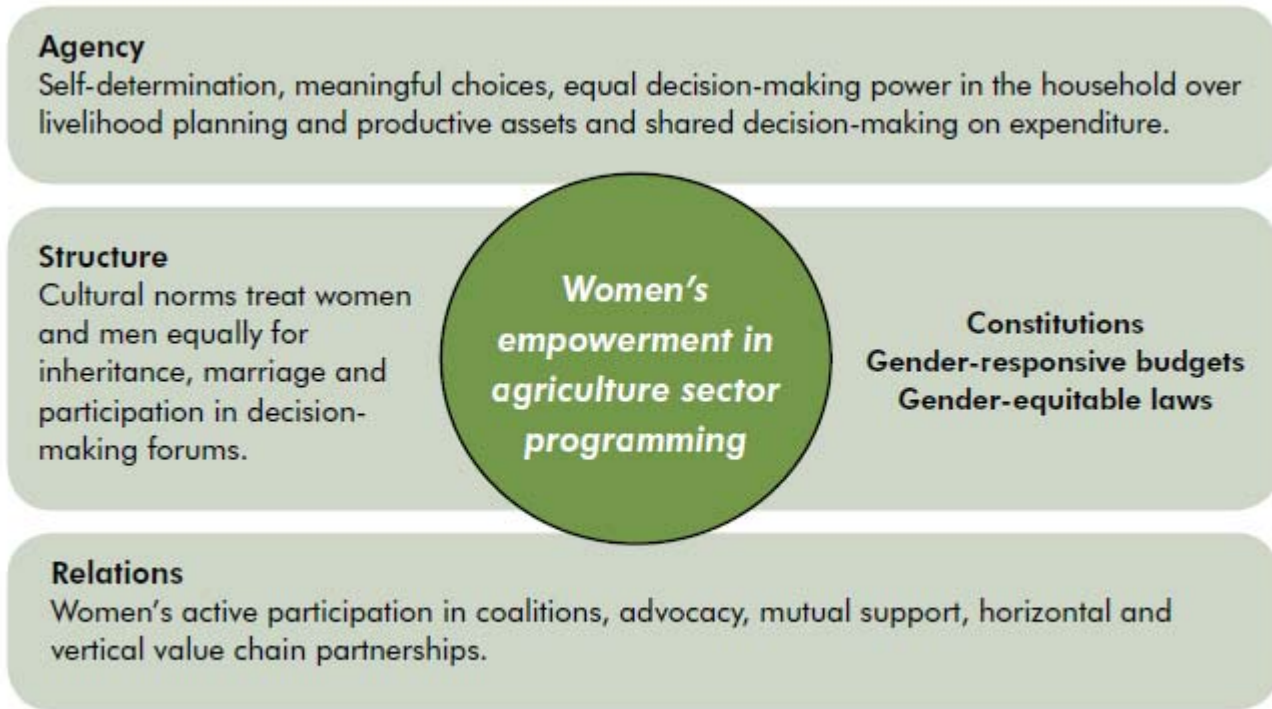 Agency
Self-determination, meaningful choices, equal decision-making power in the household over
livelihood planning and productive assets and shared decision-making on expenditure.
Structure
Cultural norms treat women
and men equally for
inheritance, marriage and
participation in decision-
making forums.
Women's
empowerment in
agriculture sector
programming
Constitutions
Gender-responsive budgets
Gender-equitable laws
Relations
Women's active participation in coalitions, advocacy, mutual support, horizontal and
vertical value chain partnerships.